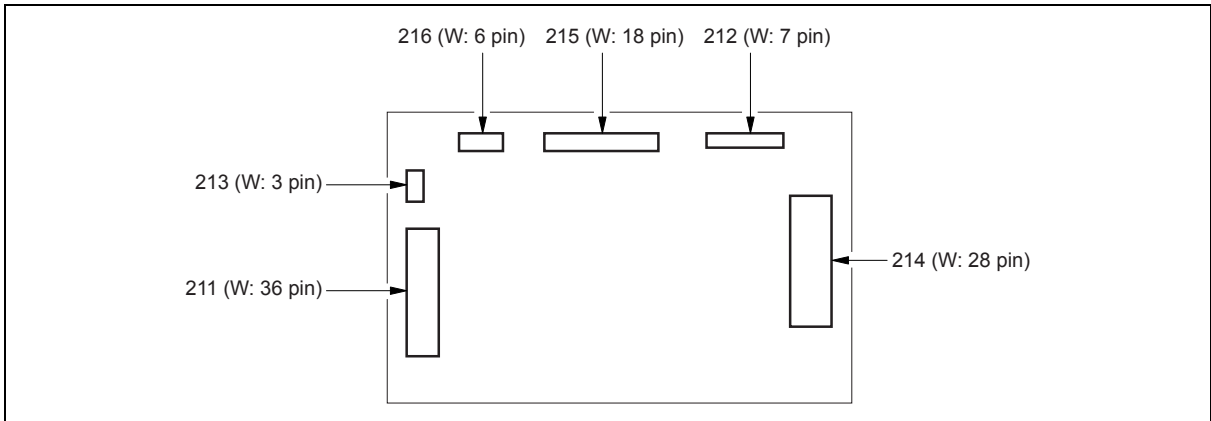 216 (W: 6 pin) 215 (W: 18 pin) 212 (W: 7 pin)
213 (W: 3 pin)
214 (W: 28 pin)
211 (W: 36 pin)